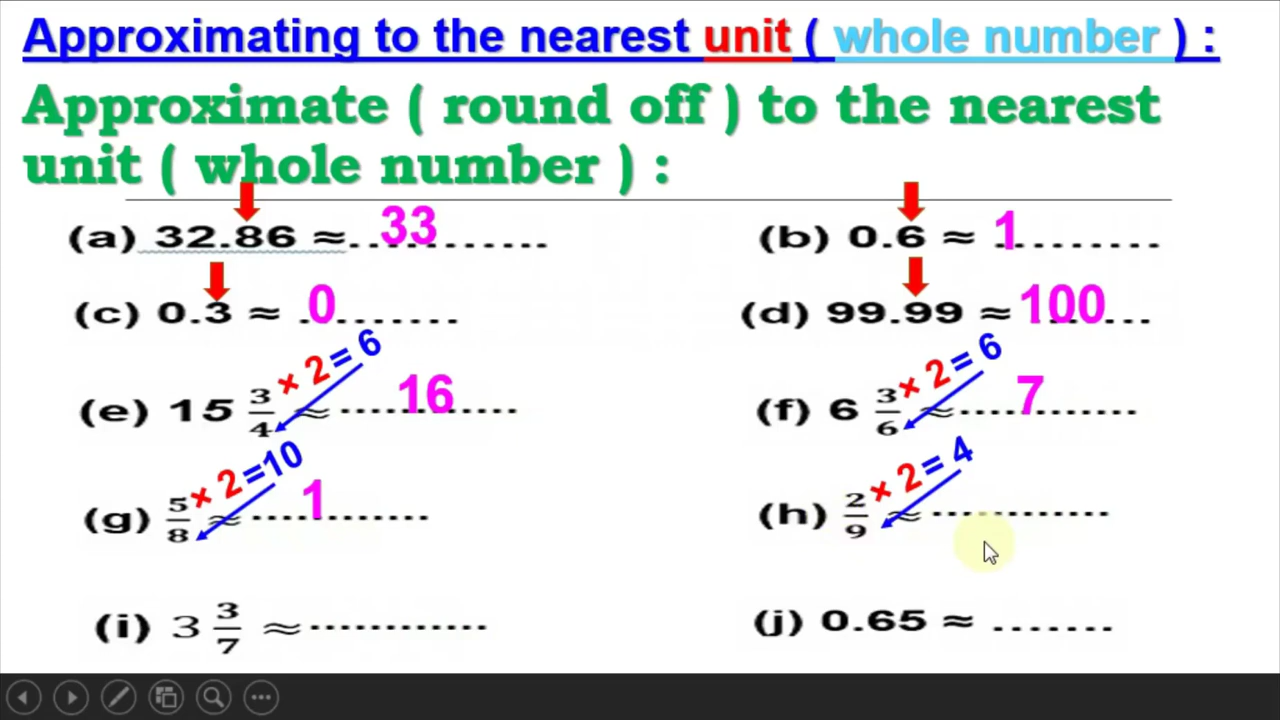 Approximating to the nearest unit ( whole number ) :
Approximate ( round off ) to the nearest
unit ( whole number ) :
(a) 32.86 ≈ ............ 33
(b) 0.6 ≈ ......... 1
(c) 0.3 ≈ ........ 0
(d) 99.99 ≈ ........ 100
(e) 15 3/4 × 2 = 6 ≈ ............ 16
(f) 6 3/6 × 2 = 6 ≈ ............ 7
(g) 5/8 × 2 =10 ≈ ............ 1
(h) 2/9 × 2 = 4 ≈ ............
(i) 3 3/7 ≈ ............
(j) 0.65 ≈ .......